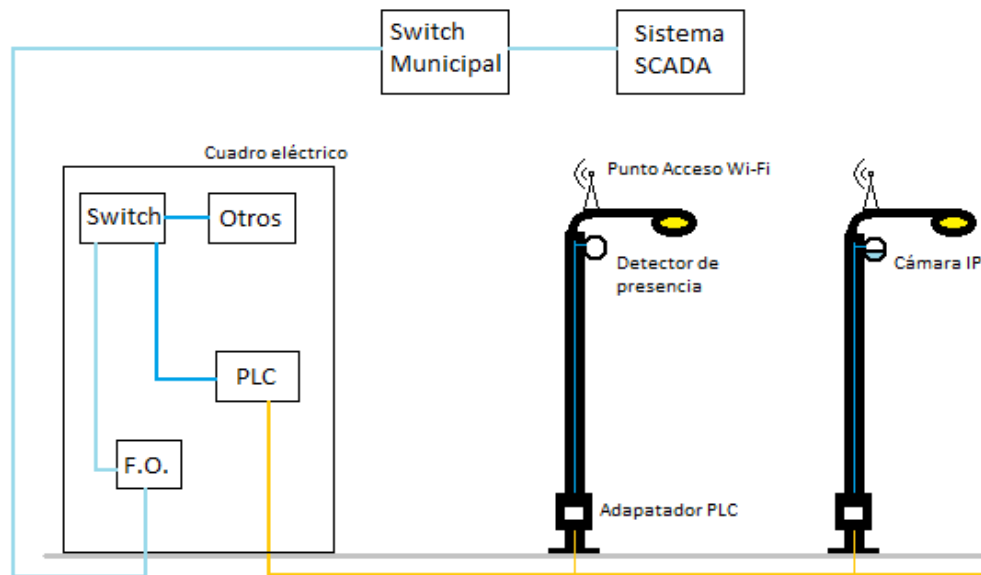 Switch
Municipal
Sistema
SCADA
Cuadro eléctrico
Switch
Otros
PLC
F.O.
Punto Acceso Wi-Fi
Detector de
presencia
Cámara IP
Adapatador PLC